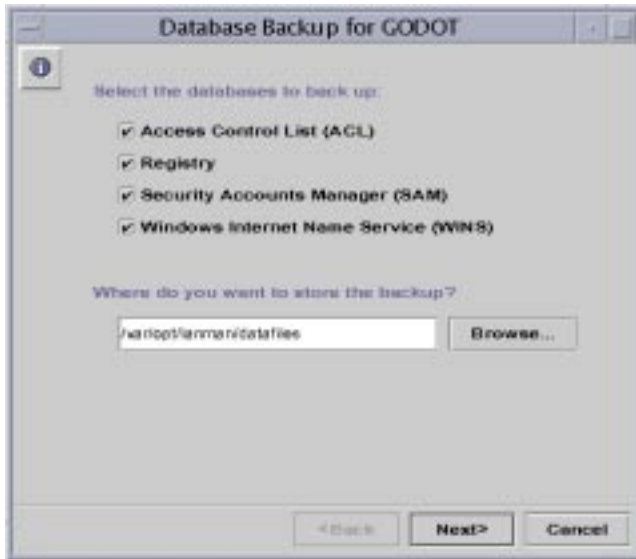 Database Backup for GODOT
Select the databases to back up:
Access Control List (ACL)
Registry
Security Accounts Manager (SAM)
Windows Internet Name Service (WINS)
Where do you want to store the backup?
/var/opt/lanman/datafiles
Browse...
<Back
Next>
Cancel